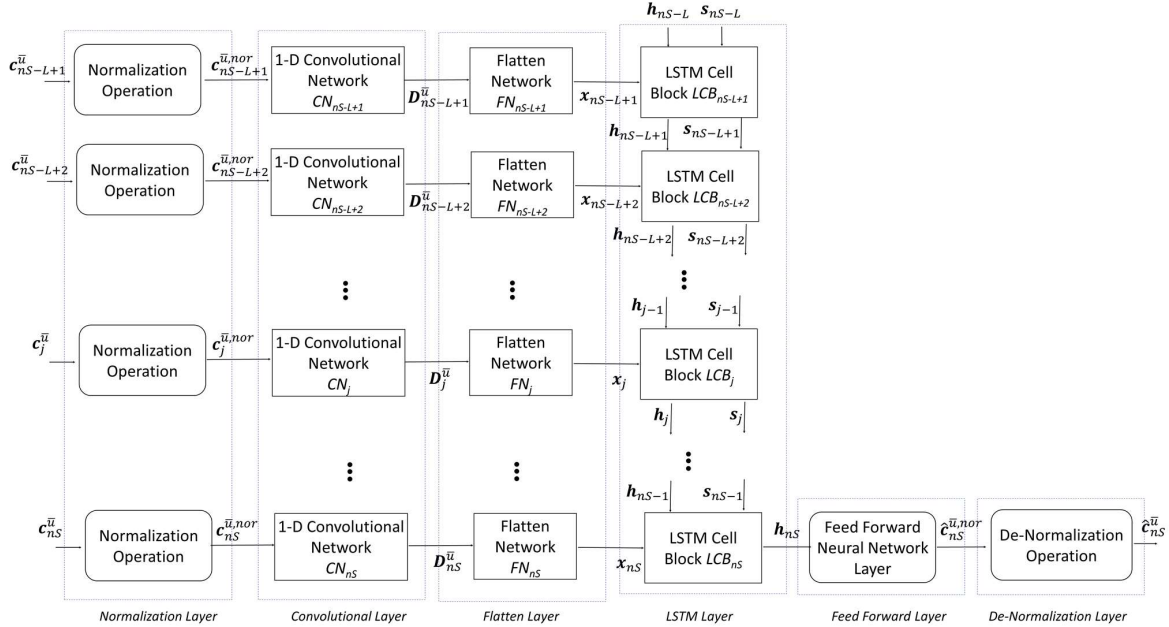 h_{nS−L} s_{nS−L}
c^{ū}_{nS−L+1} Normalization Operation c^{ū,nor}_{nS−L+1} 1-D Convolutional Network CN_{nS-L+1} D^{ū}_{nS−L+1} Flatten Network FN_{nS-L+1} x_{nS−L+1} LSTM Cell Block LCB_{nS-L+1}
h_{nS−L+1} s_{nS−L+1}
c^{ū}_{nS−L+2} Normalization Operation c^{ū,nor}_{nS−L+2} 1-D Convolutional Network CN_{nS-L+2} D^{ū}_{nS−L+2} Flatten Network FN_{nS-L+2} x_{nS−L+2} LSTM Cell Block LCB_{nS-L+2}
h_{nS−L+2} s_{nS−L+2}
h_{j−1} s_{j−1}
c^{ū}_{j} Normalization Operation c^{ū,nor}_{j} 1-D Convolutional Network CN_{j} D^{ū}_{j} Flatten Network FN_{j} x_{j} LSTM Cell Block LCB_{j}
h_{j} s_{j}
h_{nS−1} s_{nS−1}
c^{ū}_{nS} Normalization Operation c^{ū,nor}_{nS} 1-D Convolutional Network CN_{nS} D^{ū}_{nS} Flatten Network FN_{nS} x_{nS} LSTM Cell Block LCB_{nS} h_{nS} Feed Forward Neural Network Layer ĉ^{ū,nor}_{nS} De-Normalization Operation ĉ^{ū}_{nS}
Normalization Layer Convolutional Layer Flatten Layer LSTM Layer Feed Forward Layer De-Normalization Layer